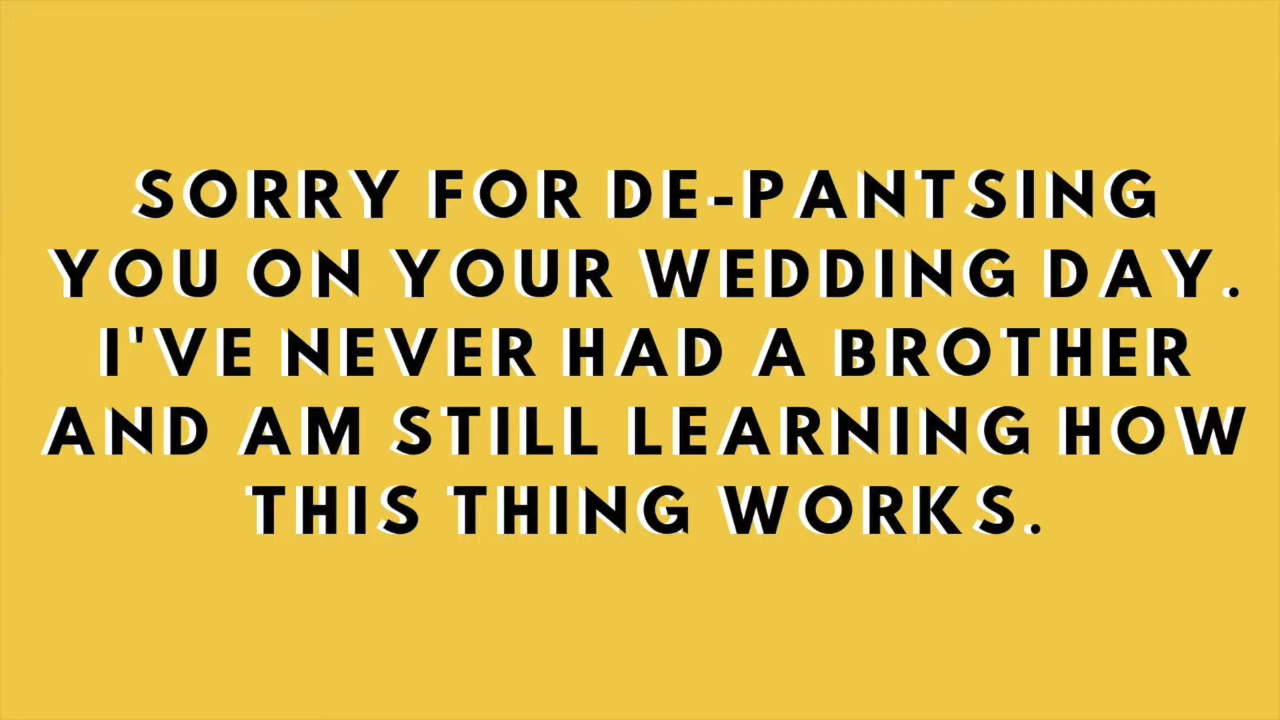 SORRY FOR DE-PANTSING
YOU ON YOUR WEDDING DAY.
I'VE NEVER HAD A BROTHER
AND AM STILL LEARNING HOW
THIS THING WORKS.